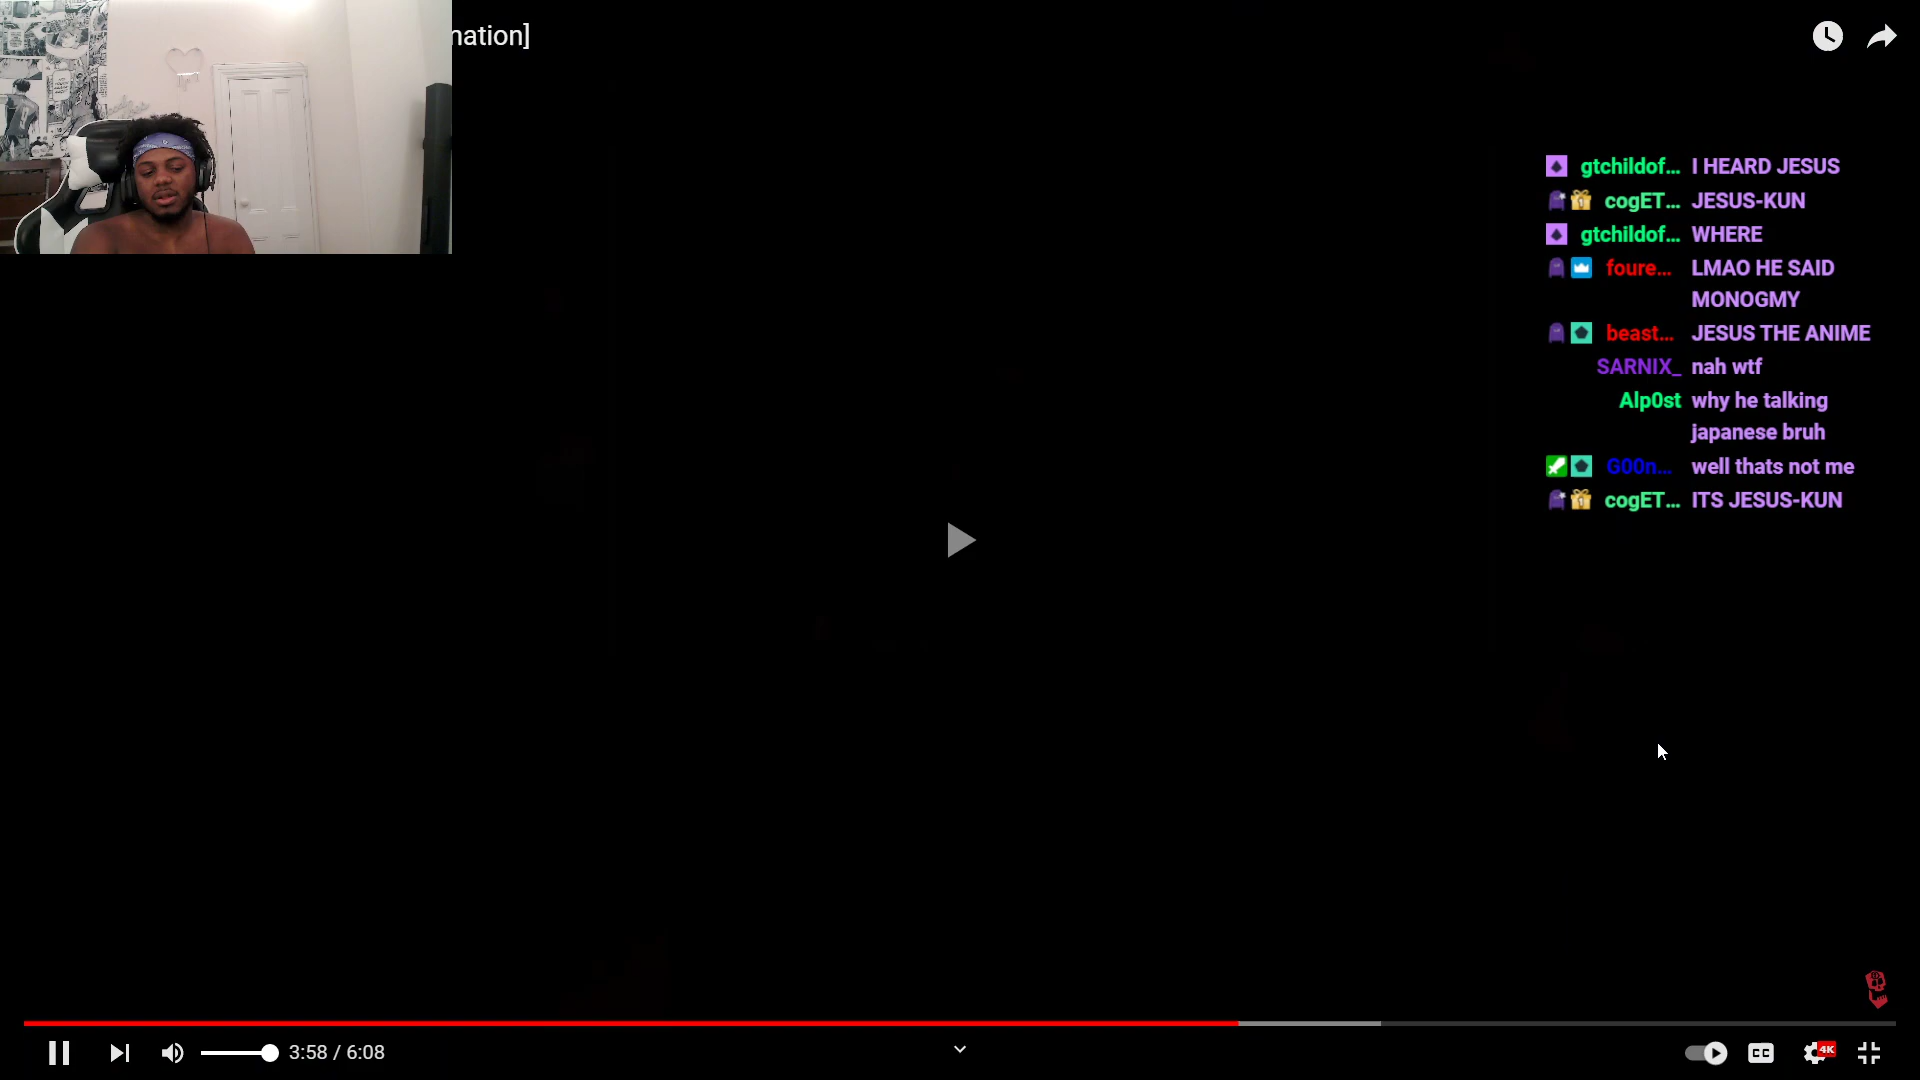 nation]
gtchildof... I HEARD JESUS
cogET... JESUS-KUN
gtchildof... WHERE
foure... LMAO HE SAID
MONOGMY
beast... JESUS THE ANIME
SARNIX_ nah wtf
Alp0st why he talking
japanese bruh
G00n... well thats not me
cogET... ITS JESUS-KUN
3:58 / 6:08
CC
4K